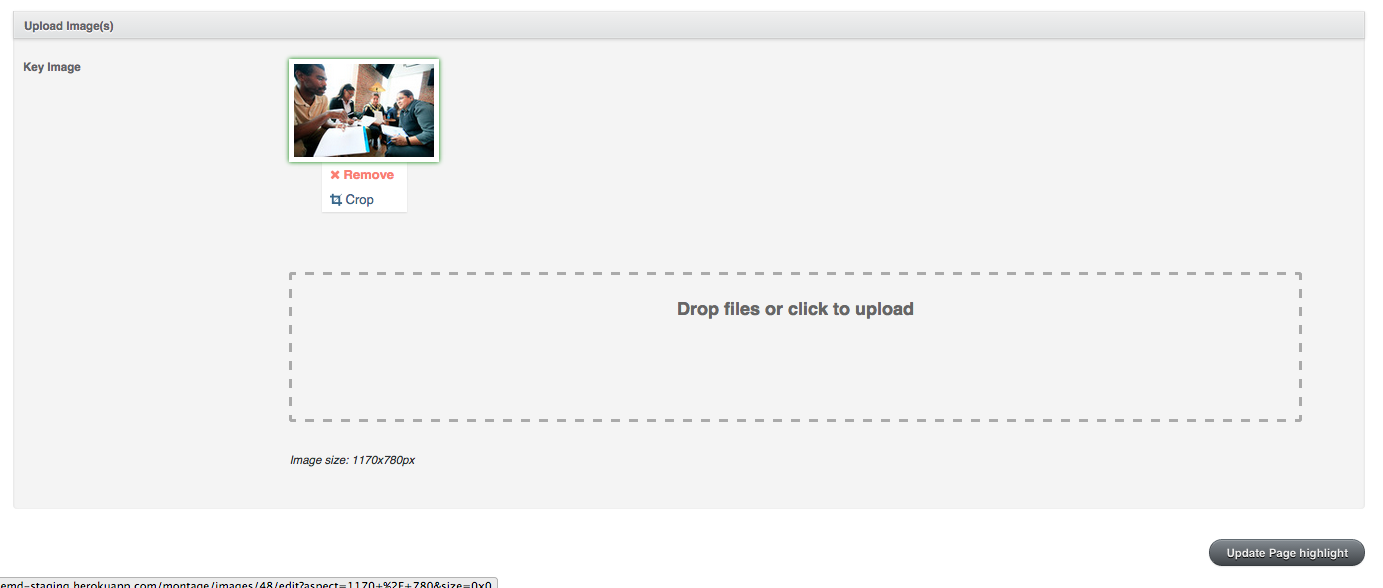 Upload Image(s)
Key Image
Remove
Crop
Drop files or click to upload
Image size: 1170x780px
Update Page highlight
emd-staging.herokuapp.com/montage/images/48/edit?aspect=1170+%2F+780&size=0x0